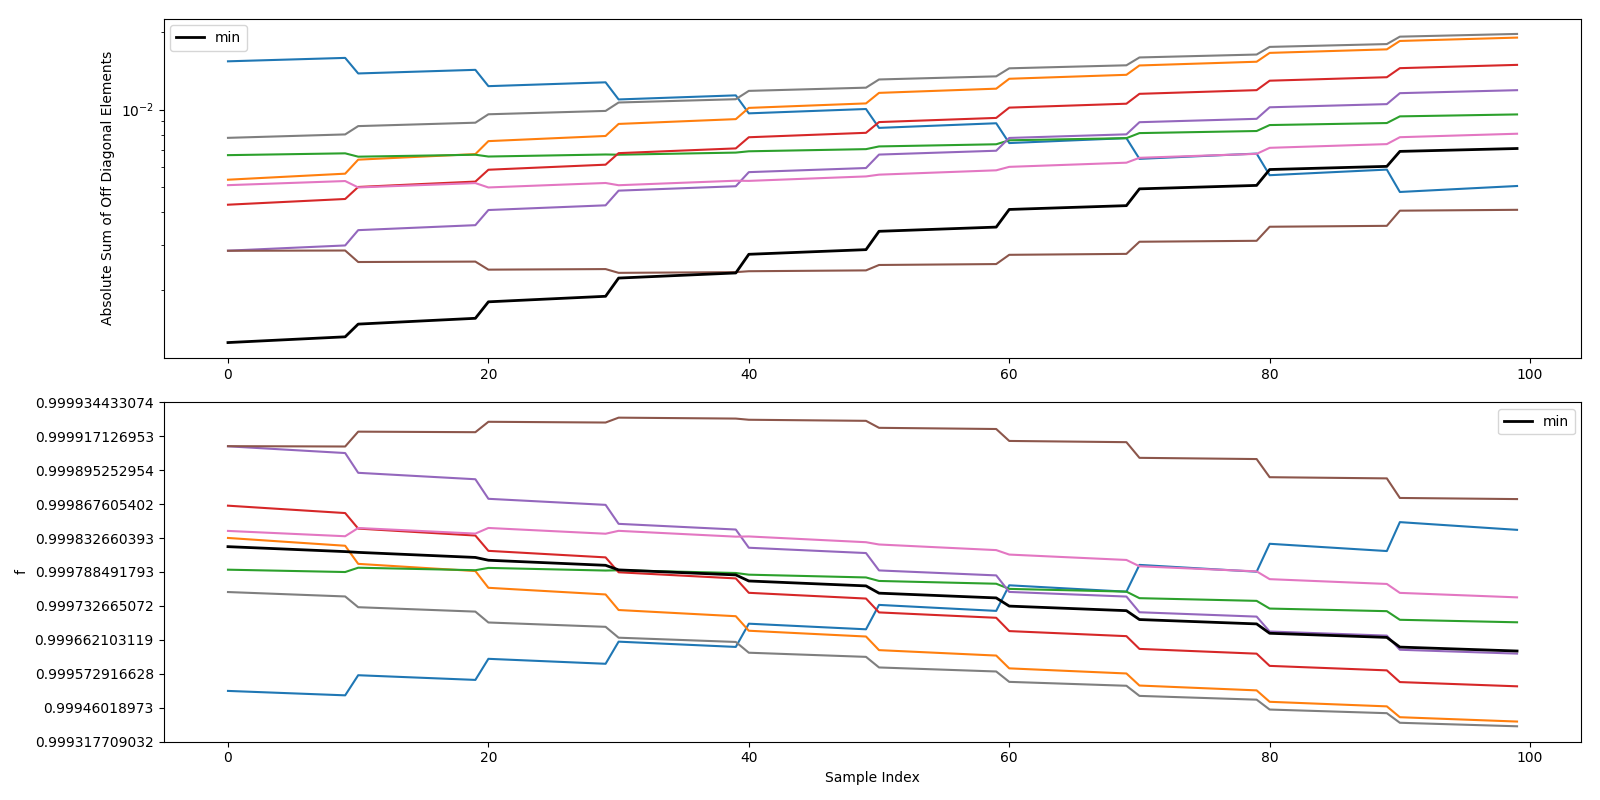 Absolute Sum of Off Diagonal Elements
10⁻²
min
0 20 40 60 80 100
f
0.999934433074
0.999917126953
0.999895252954
0.999867605402
0.999832660393
0.999788491793
0.999732665072
0.999662103119
0.999572916628
0.99946018973
0.999317709032
min
0 20 40 60 80 100
Sample Index